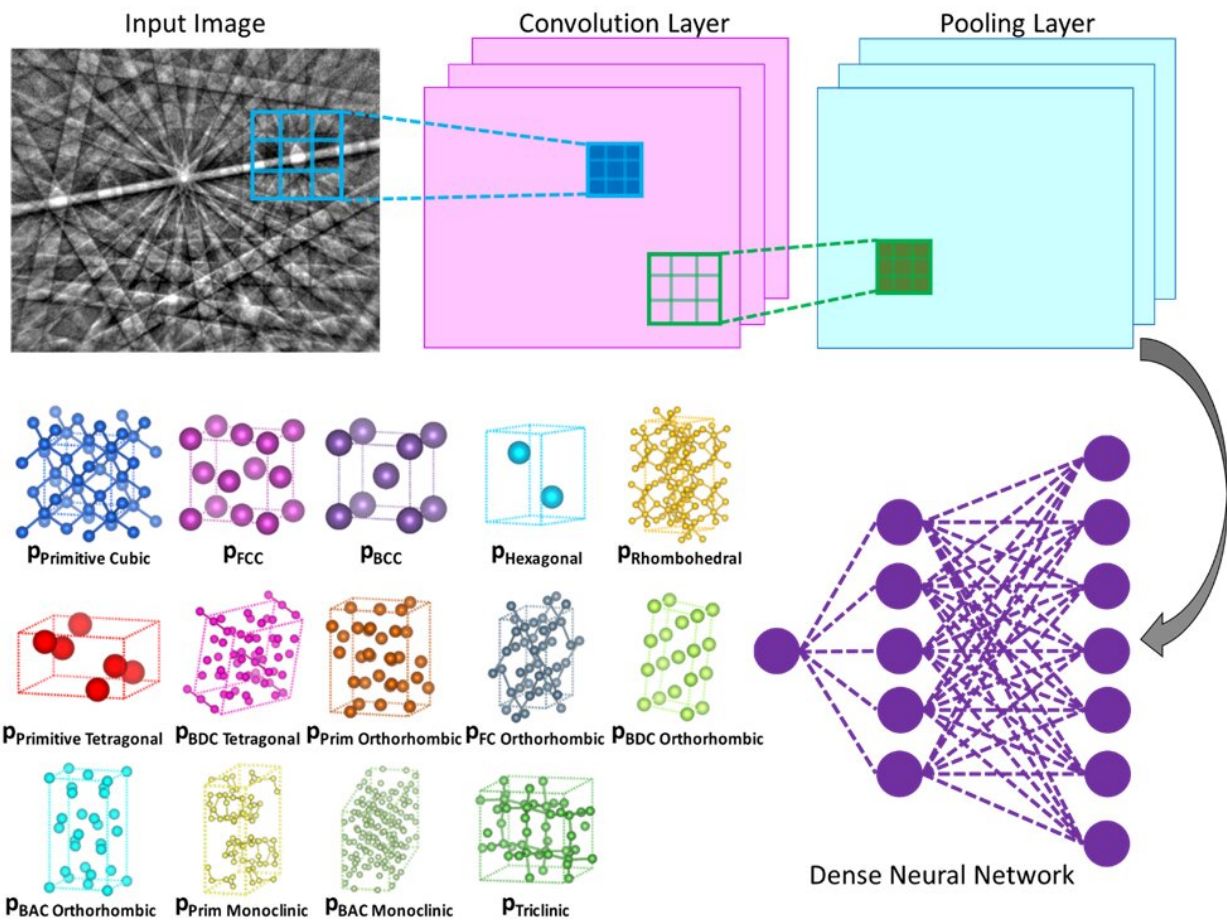 Input Image
Convolution Layer
Pooling Layer
pPrimitive Cubic
pFCC
pBCC
pHexagonal
pRhombohedral
pPrimitive Tetragonal
pBDC Tetragonal
pPrim Orthorhombic
pFC Orthorhombic
pBDC Orthorhombic
pBAC Orthorhombic
pPrim Monoclinic
pBAC Monoclinic
pTriclinic
Dense Neural Network